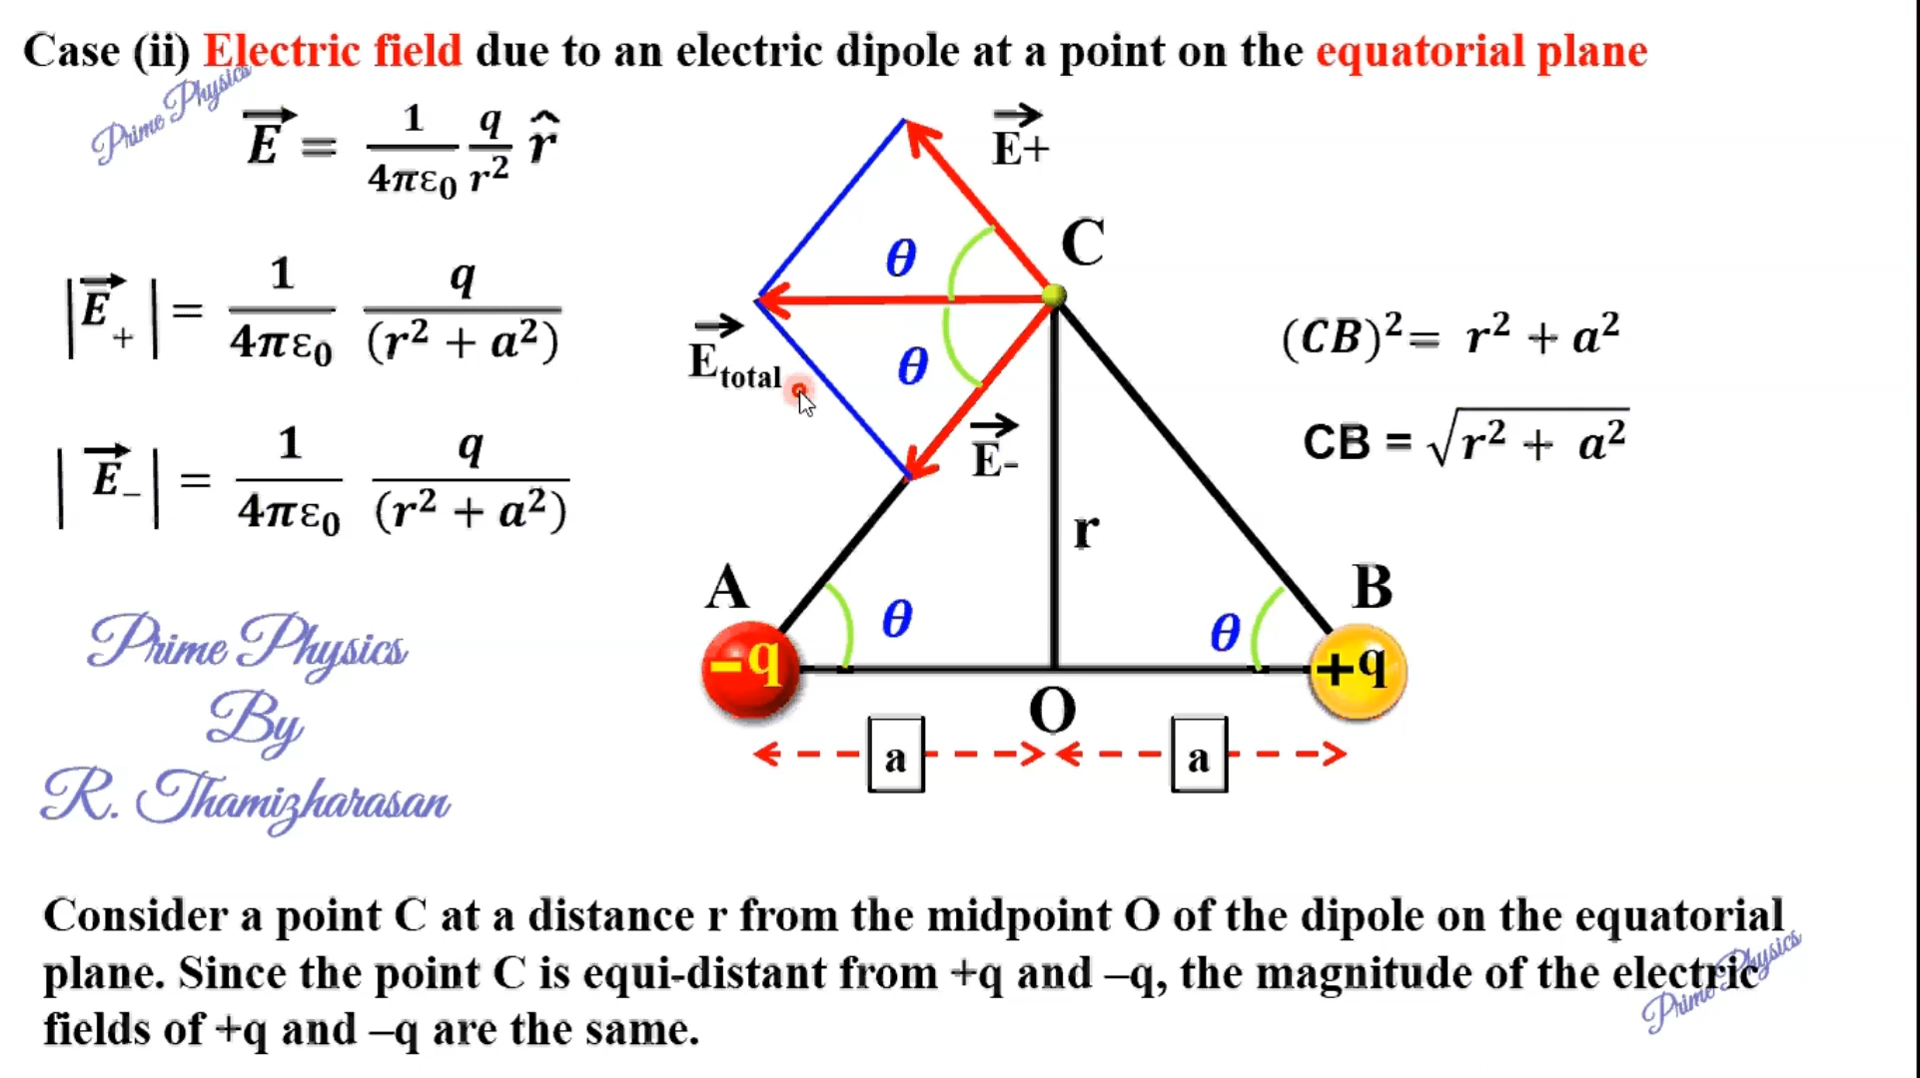 Case (ii) Electric field due to an electric dipole at a point on the equatorial plane
Prime Physics
E⃗ = 1/4πε₀ q/r² r̂
|E⃗₊| = 1/4πε₀ q/(r² + a²)
|E⃗₋| = 1/4πε₀ q/(r² + a²)
E⃗+
C
θ
E⃗total
θ
E⃗-
(CB)²= r² + a²
CB = √r² + a²
r
A
B
θ
θ
−q
+q
O
a
a
Prime Physics
By
R. Thamizharasan
Consider a point C at a distance r from the midpoint O of the dipole on the equatorial
plane. Since the point C is equi-distant from +q and –q, the magnitude of the electric
fields of +q and –q are the same.
Prime Physics